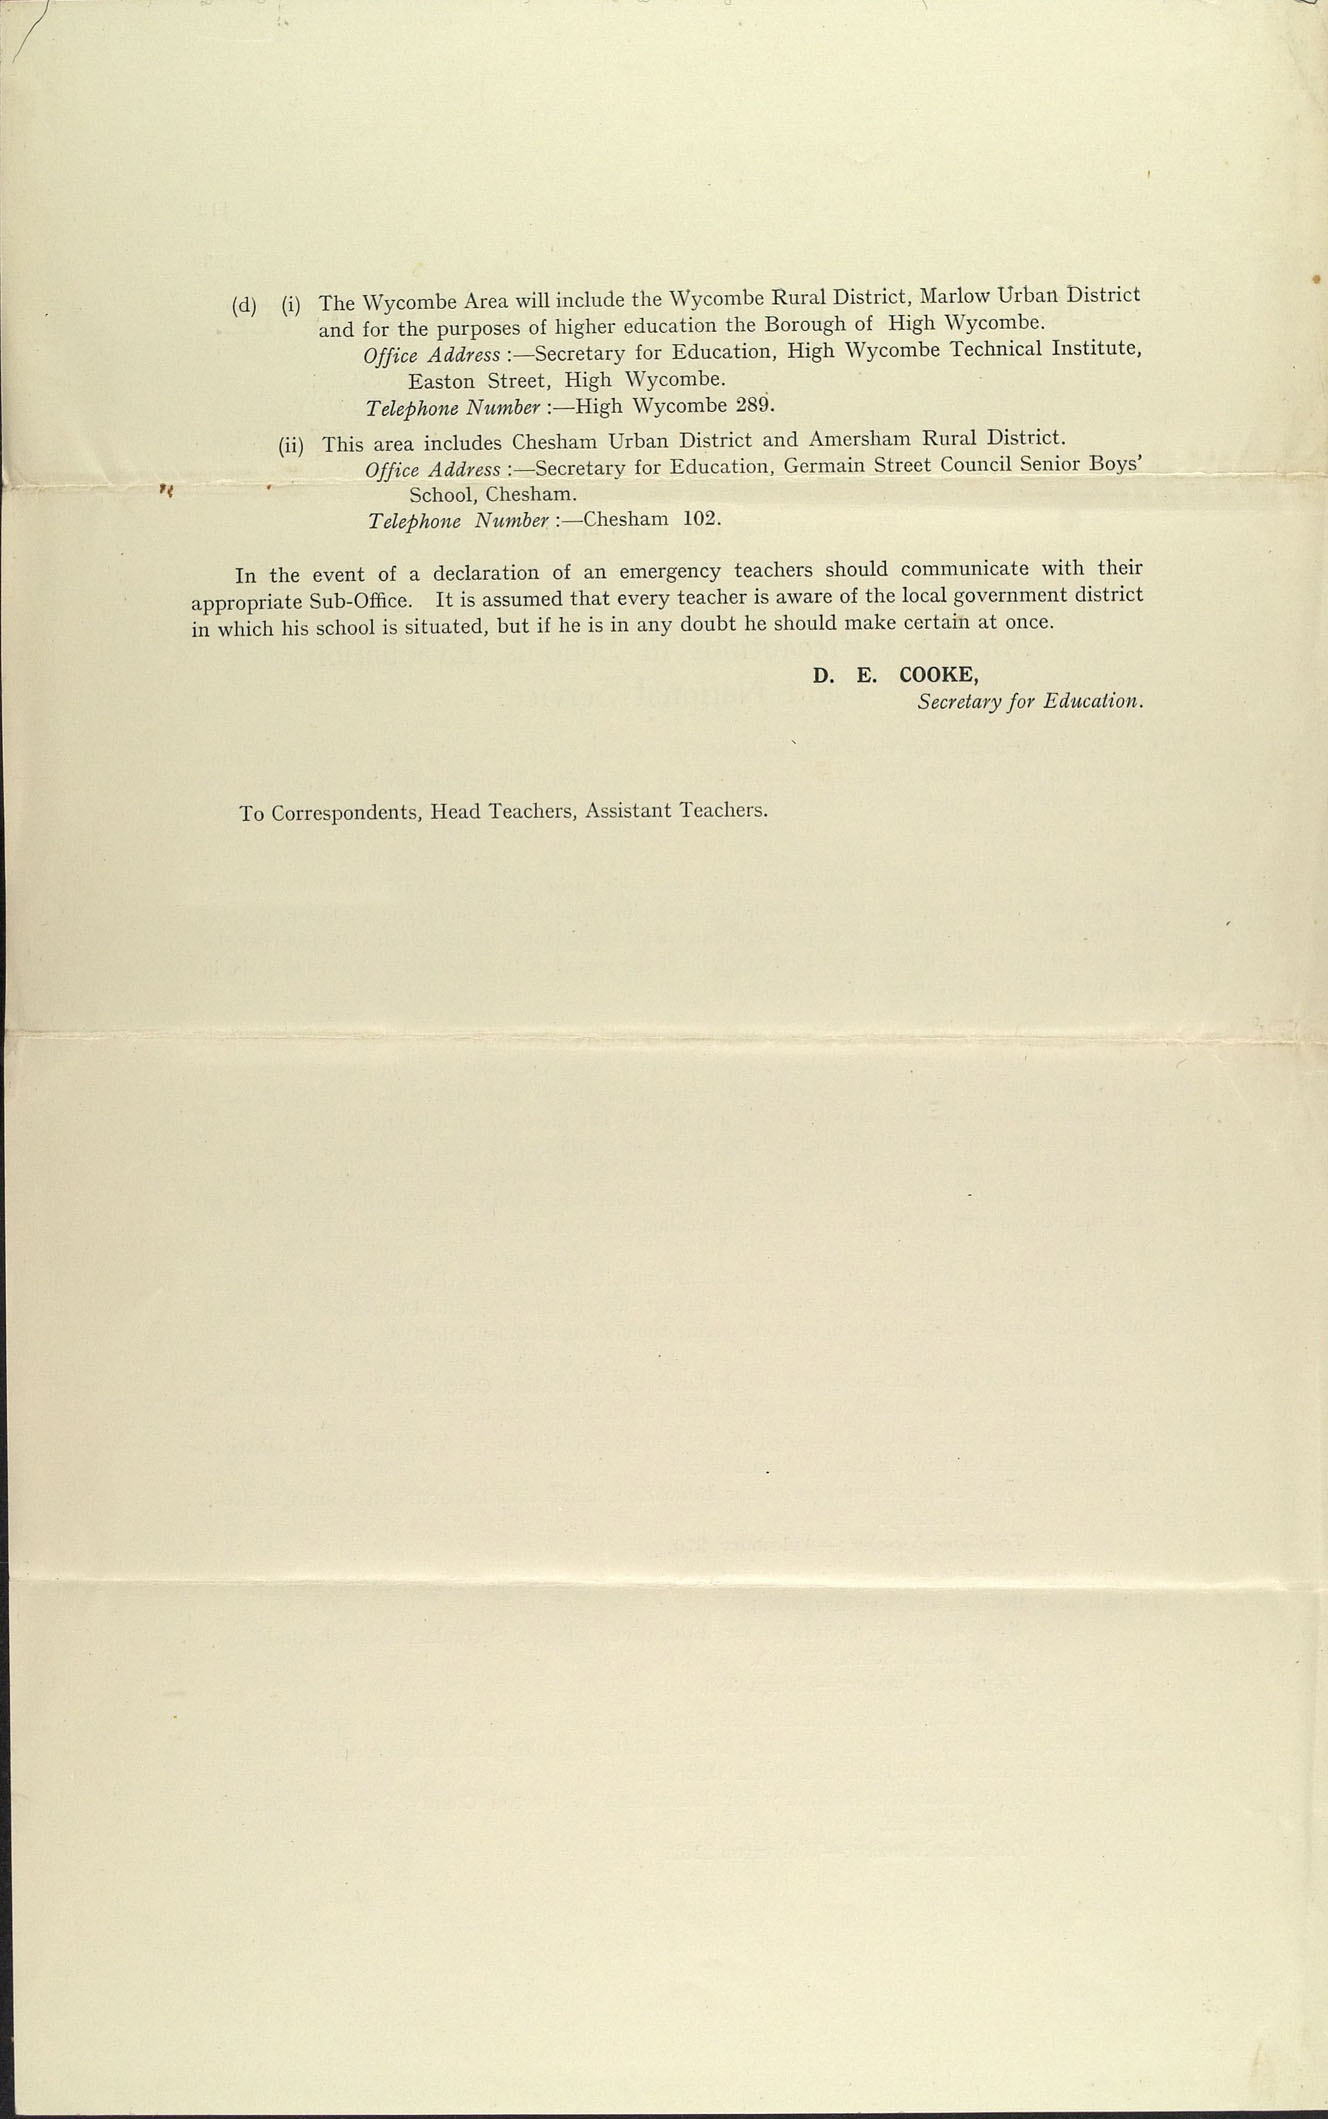 (d) (i) The Wycombe Area will include the Wycombe Rural District, Marlow Urban District
and for the purposes of higher education the Borough of High Wycombe.
Office Address :—Secretary for Education, High Wycombe Technical Institute,
Easton Street, High Wycombe.
Telephone Number :—High Wycombe 289.
(ii) This area includes Chesham Urban District and Amersham Rural District.
Office Address :—Secretary for Education, Germain Street Council Senior Boys'
School, Chesham.
Telephone Number :—Chesham 102.
In the event of a declaration of an emergency teachers should communicate with their
appropriate Sub-Office. It is assumed that every teacher is aware of the local government district
in which his school is situated, but if he is in any doubt he should make certain at once.
D. E. COOKE,
Secretary for Education.
To Correspondents, Head Teachers, Assistant Teachers.